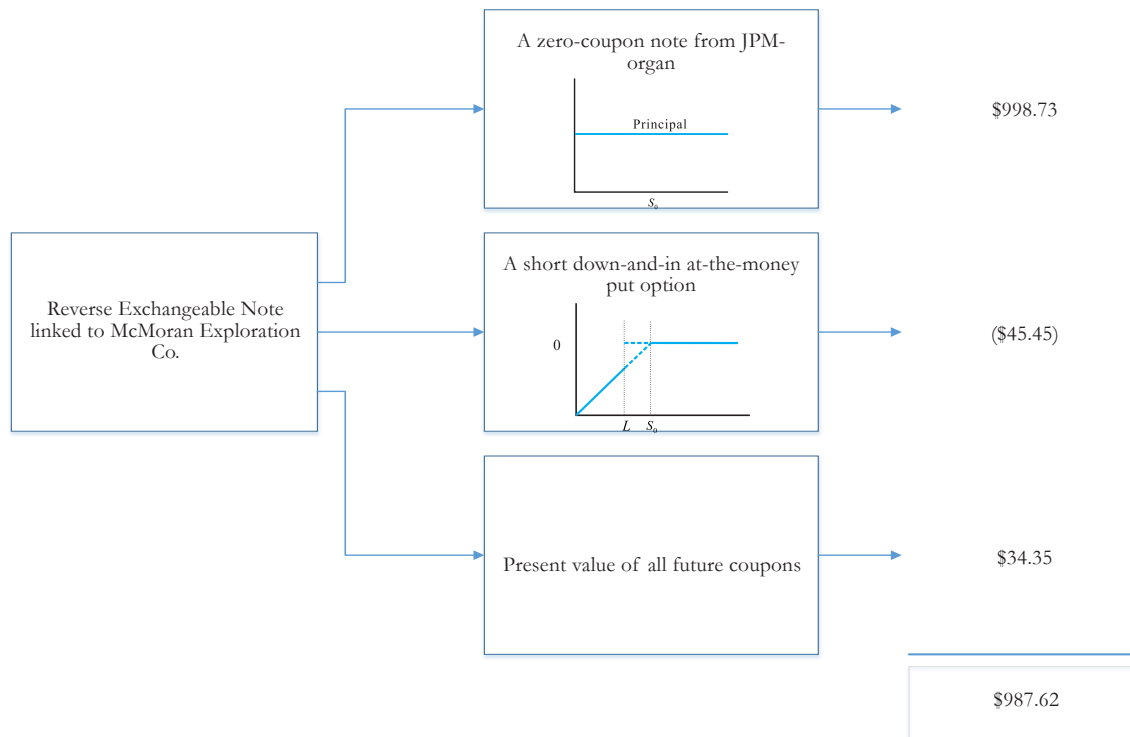 A zero-coupon note from JPM-
organ
Principal
S₀
$998.73
Reverse Exchangeable Note
linked to McMoran Exploration
Co.
A short down-and-in at-the-money
put option
0
L S₀
($45.45)
Present value of all future coupons
$34.35
$987.62